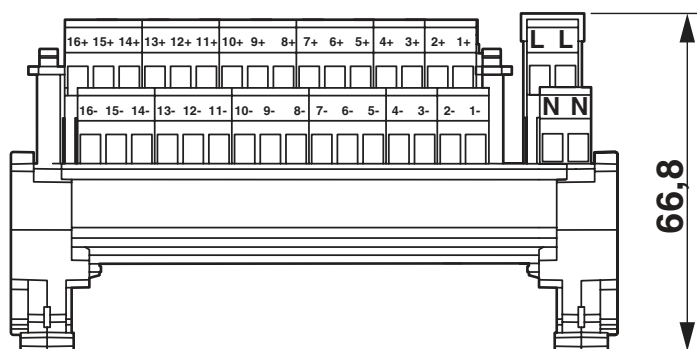 16+ 15+ 14+ 13+ 12+ 11+ 10+ 9+ 8+ 7+ 6+ 5+ 4+ 3+ 2+ 1+
L L
16- 15- 14- 13- 12- 11- 10- 9- 8- 7- 6- 5- 4- 3- 2- 1-
N N
66,8